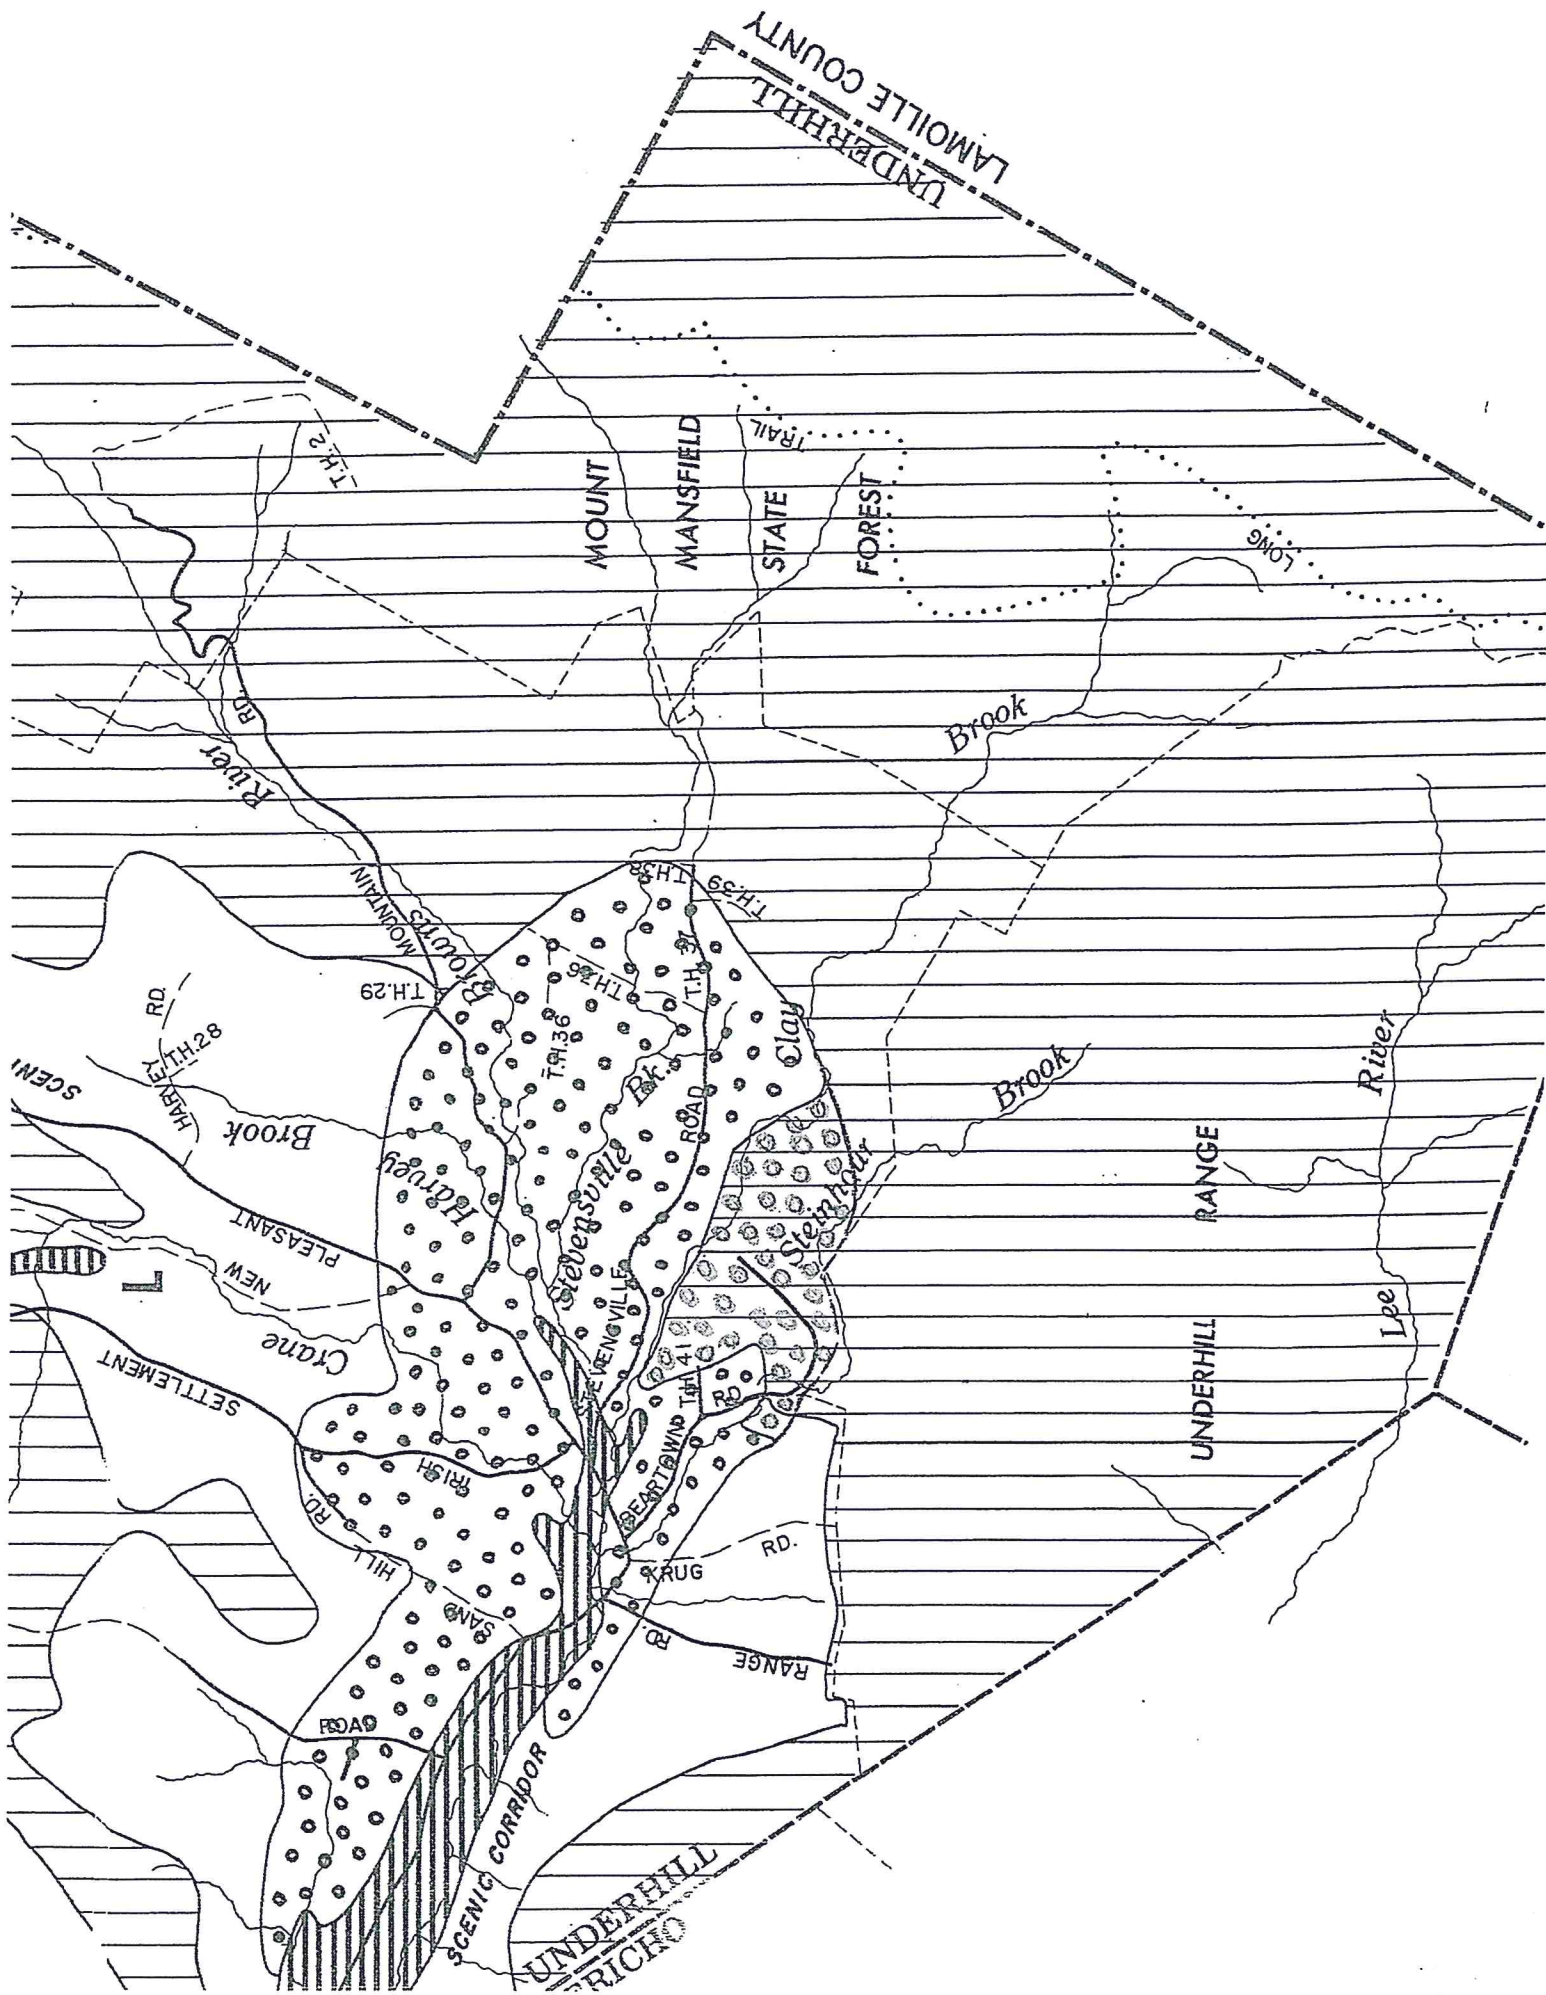 LAMOILLE COUNTY
UNDERHILL
T.H. 2
TRAIL
MOUNT
MANSFIELD
STATE
FOREST
LONG
RD.
River
Brook
MOUNTAIN
Browns
T.H. 38
T.H. 39
T.H. 29
T.H. 36
T.H. 37
T.H. 36
Clay
RD.
HARVEY
T.H. 28
SCENI
Brook
Harvey
Bk.
Stevensville
ROAD
STEVENSVILLE
Brook
Steinhour
River
Lee
RANGE
UNDERHILL
PLEASANT
NEW
L
Crane
SETTLEMENT
IRISH
RD.
HILL
SAND
T.H. 41
RD.
BEARTOWN
KRUG
RD.
RD.
RANGE
ROAD
SCENIC CORRIDOR
UNDERHILL
ERICHO